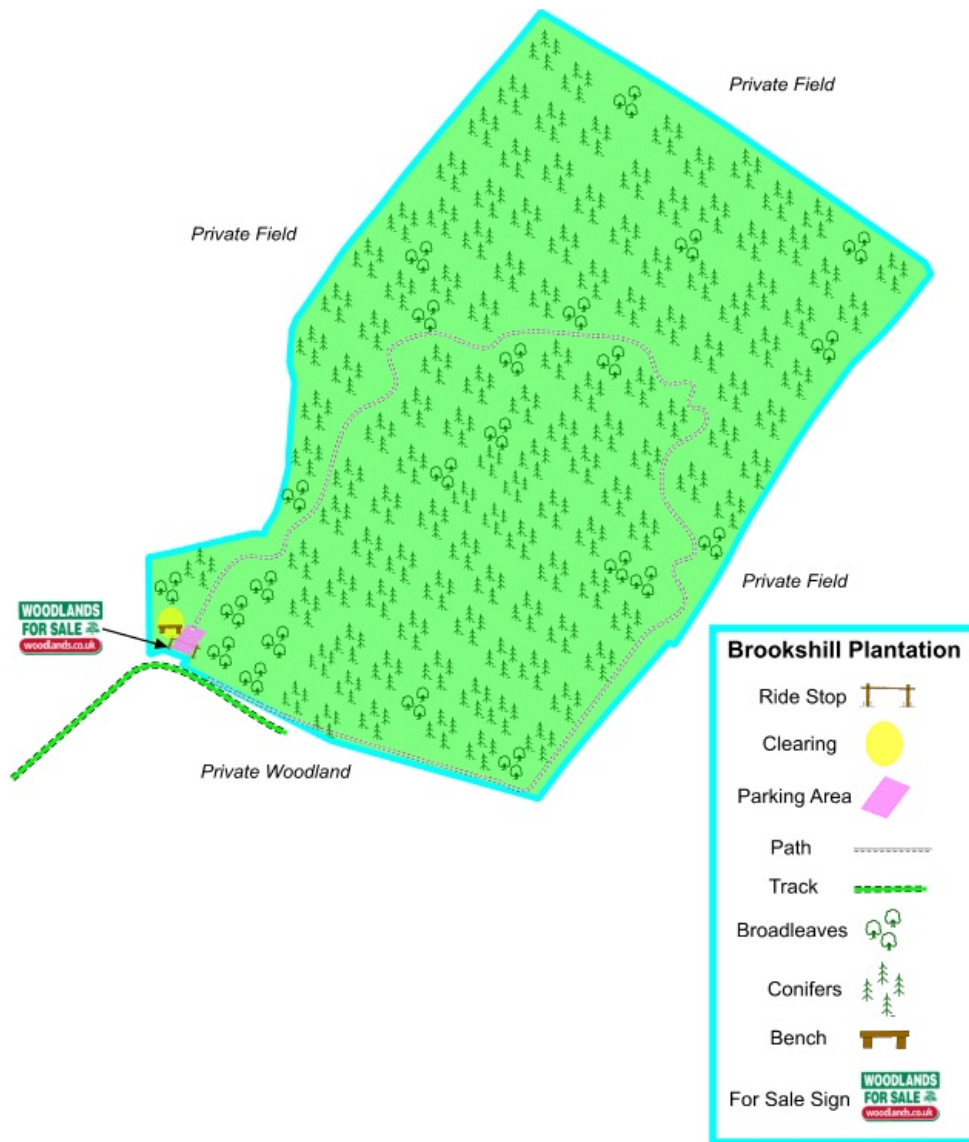 Private Field
Private Field
Private Field
WOODLANDS
FOR SALE
woodlands.co.uk
Private Woodland
Brookshill Plantation
Ride Stop
Clearing
Parking Area
Path
Track
Broadleaves
Conifers
Bench
For Sale Sign
WOODLANDS
FOR SALE
woodlands.co.uk